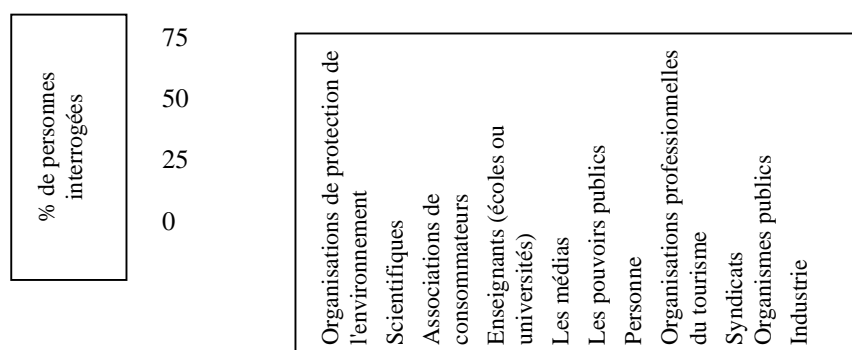 % de personnes
interrogées
75
50
25
0
Organisations de protection de
l'environnement
Scientifiques
Associations de
consommateurs
Enseignants (écoles ou
universités)
Les médias
Les pouvoirs publics
Personne
Organisations professionnelles
du tourisme
Syndicats
Organismes publics
Industrie